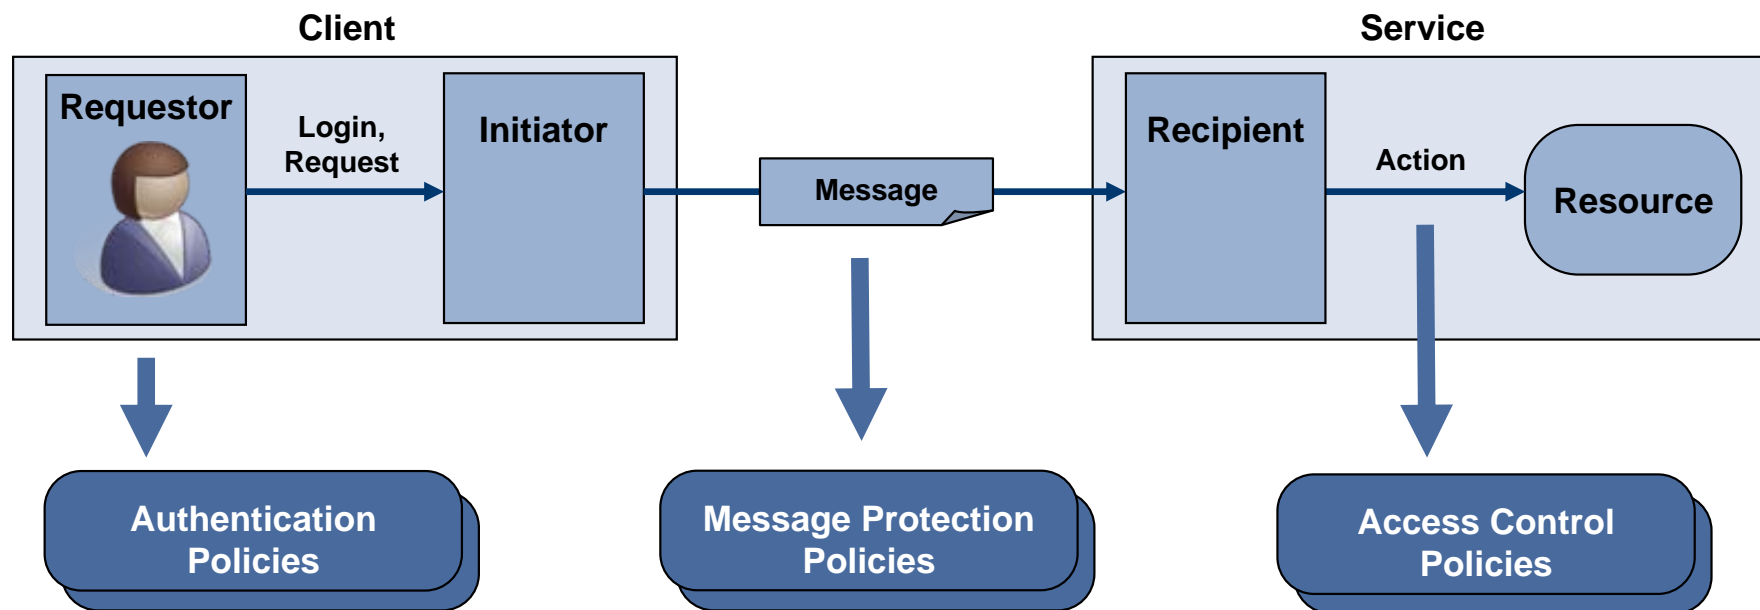 Client
Service
Requestor
Login,
Request
Initiator
Message
Recipient
Action
Resource
Authentication
Policies
Message Protection
Policies
Access Control
Policies